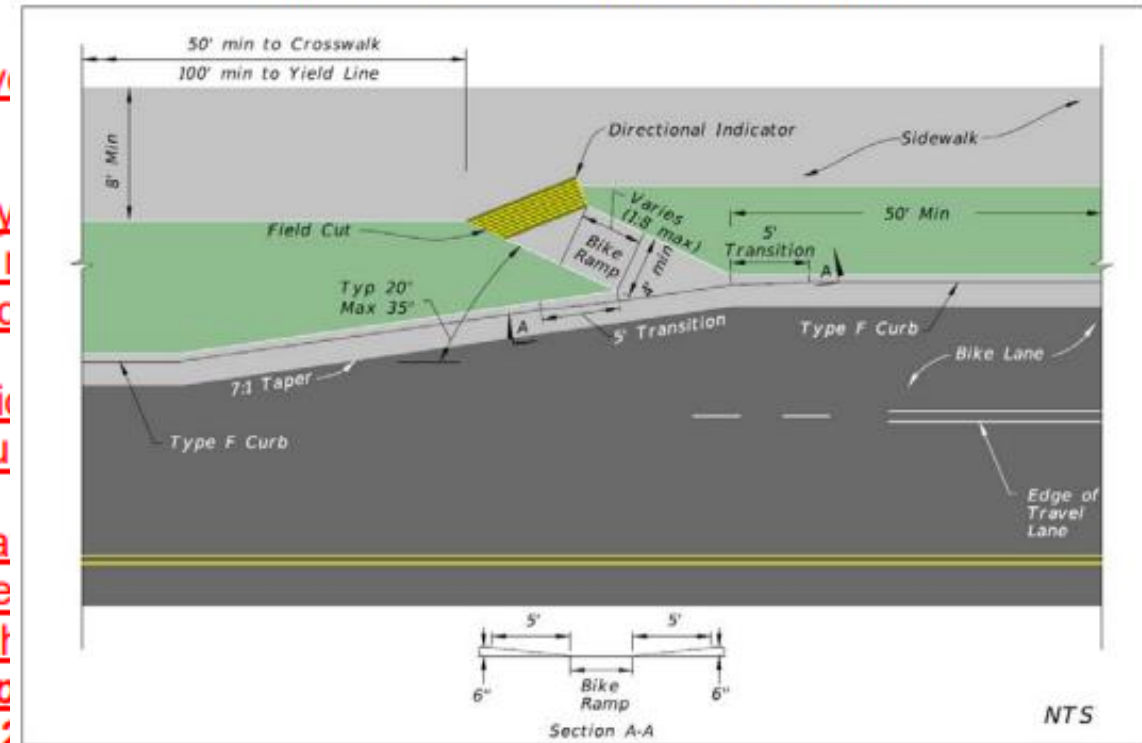 50' min to Crosswalk
100' min to Yield Line
8' Min
Directional Indicator
Sidewalk
Field Cut
Varies
(1:8 max)
Bike
Ramp
4' min
50' Min
5'
Transition
A
Typ 20°
Max 35°
A
5' Transition
Type F Curb
7:1 Taper
Bike Lane
Type F Curb
Edge of
Travel
Lane
5'
5'
6"
Bike
Ramp
6"
Section A-A
NTS